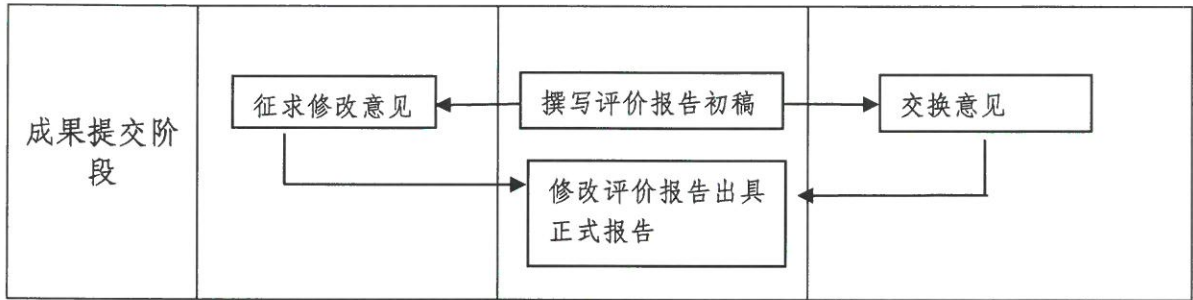 成果提交阶
段
征求修改意见
撰写评价报告初稿
交换意见
修改评价报告出具
正式报告